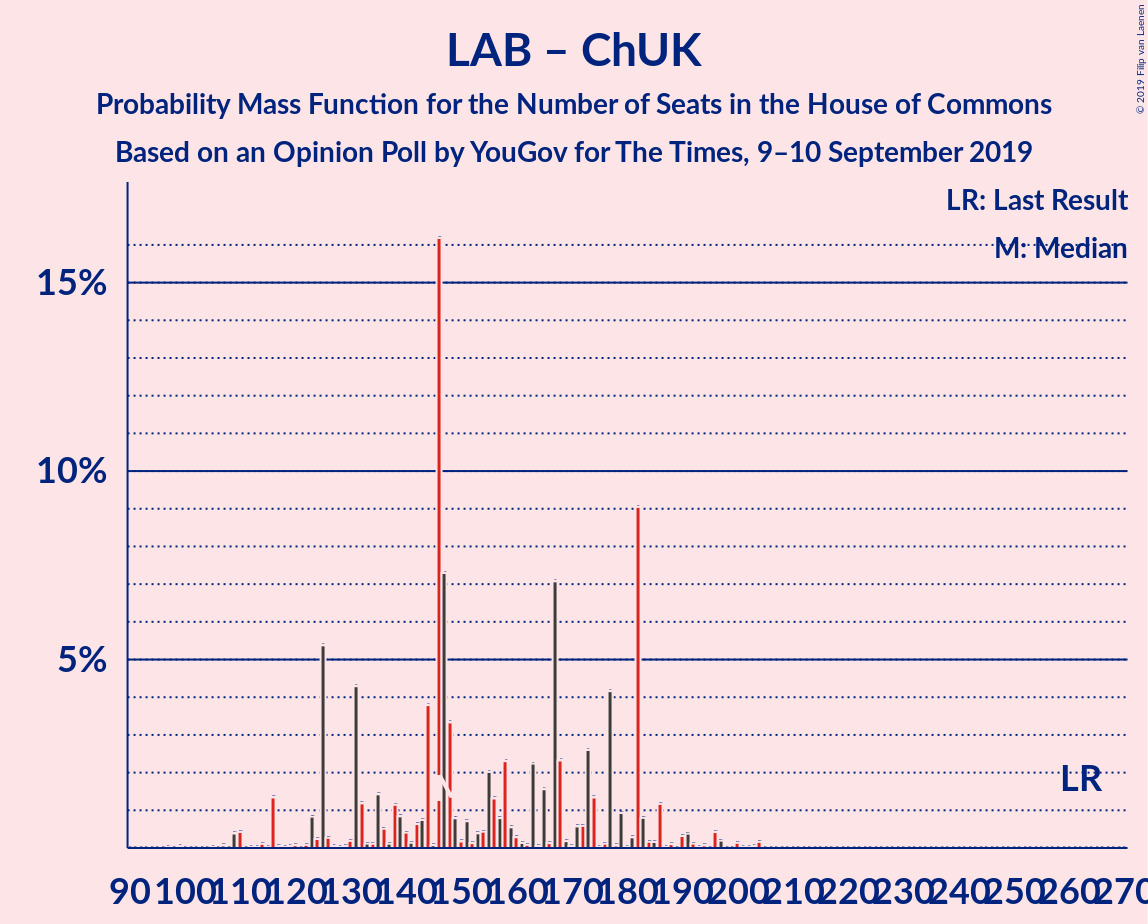 LAB – ChUK
Probability Mass Function for the Number of Seats in the House of Commons
Based on an Opinion Poll by YouGov for The Times, 9–10 September 2019
© 2019 Filip van Laenen
LR: Last Result
M: Median
15%
10%
5%
LR
90 100 110 120 130 140 150 160 170 180 190 200 210 220 230 240 250 260 270